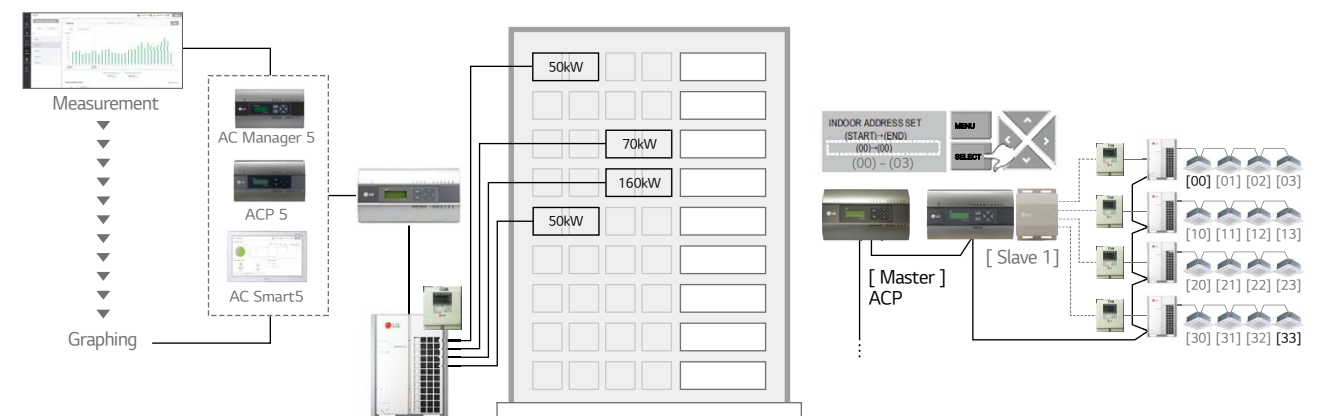 Measurement
Graphing
AC Manager 5
ACP 5
AC Smart5
LG
50kW
70kW
160kW
50kW
INDOOR ADDRESS SET
(START)→(END)
(00)→(00)
(00) – (03)
MENU
SELECT
[ Master ]
ACP
[ Slave 1]
[00] [01] [02] [03]
[10] [11] [12] [13]
[20] [21] [22] [23]
[30] [31] [32] [33]